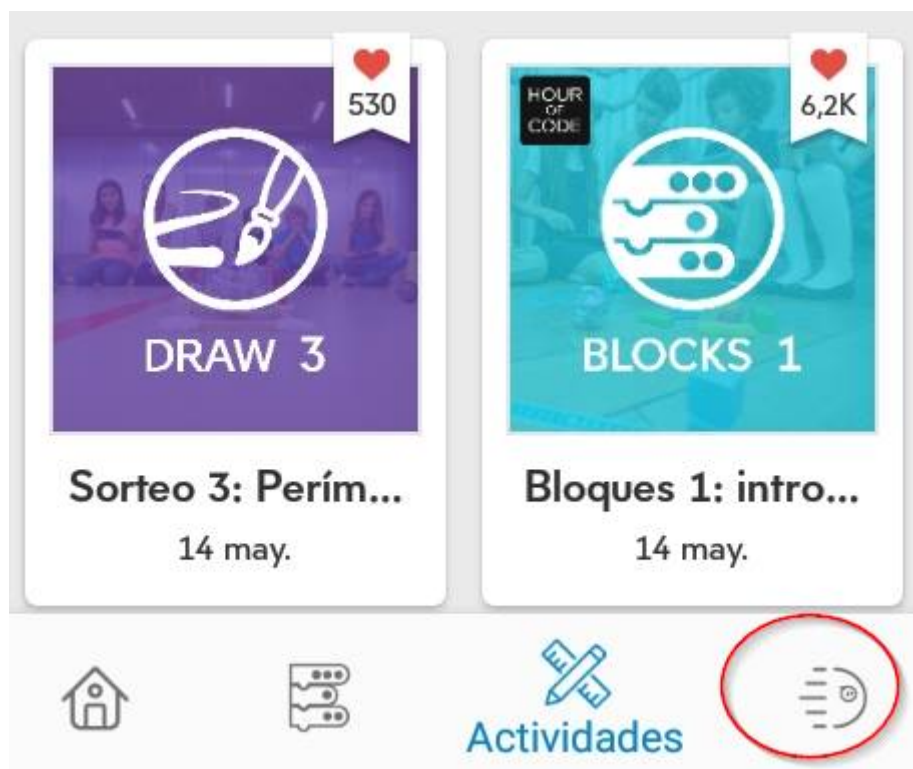 530
DRAW 3
Sorteo 3: Perím...
14 may.
HOUR
OF
CODE
6,2K
BLOCKS 1
Bloques 1: intro...
14 may.
Actividades